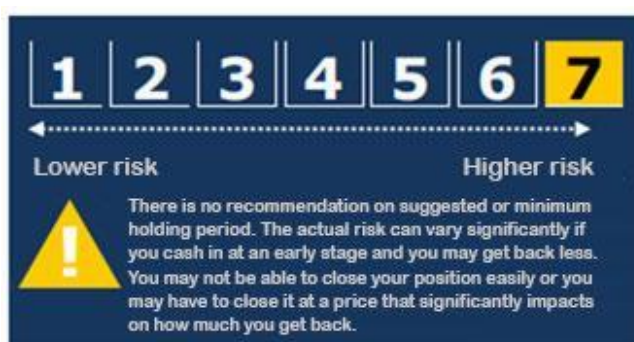 1 2 3 4 5 6 7
Lower risk Higher risk
There is no recommendation on suggested or minimum
holding period. The actual risk can vary significantly if
you cash in at an early stage and you may get back less.
You may not be able to close your position easily or you
may have to close it at a price that significantly impacts
on how much you get back.